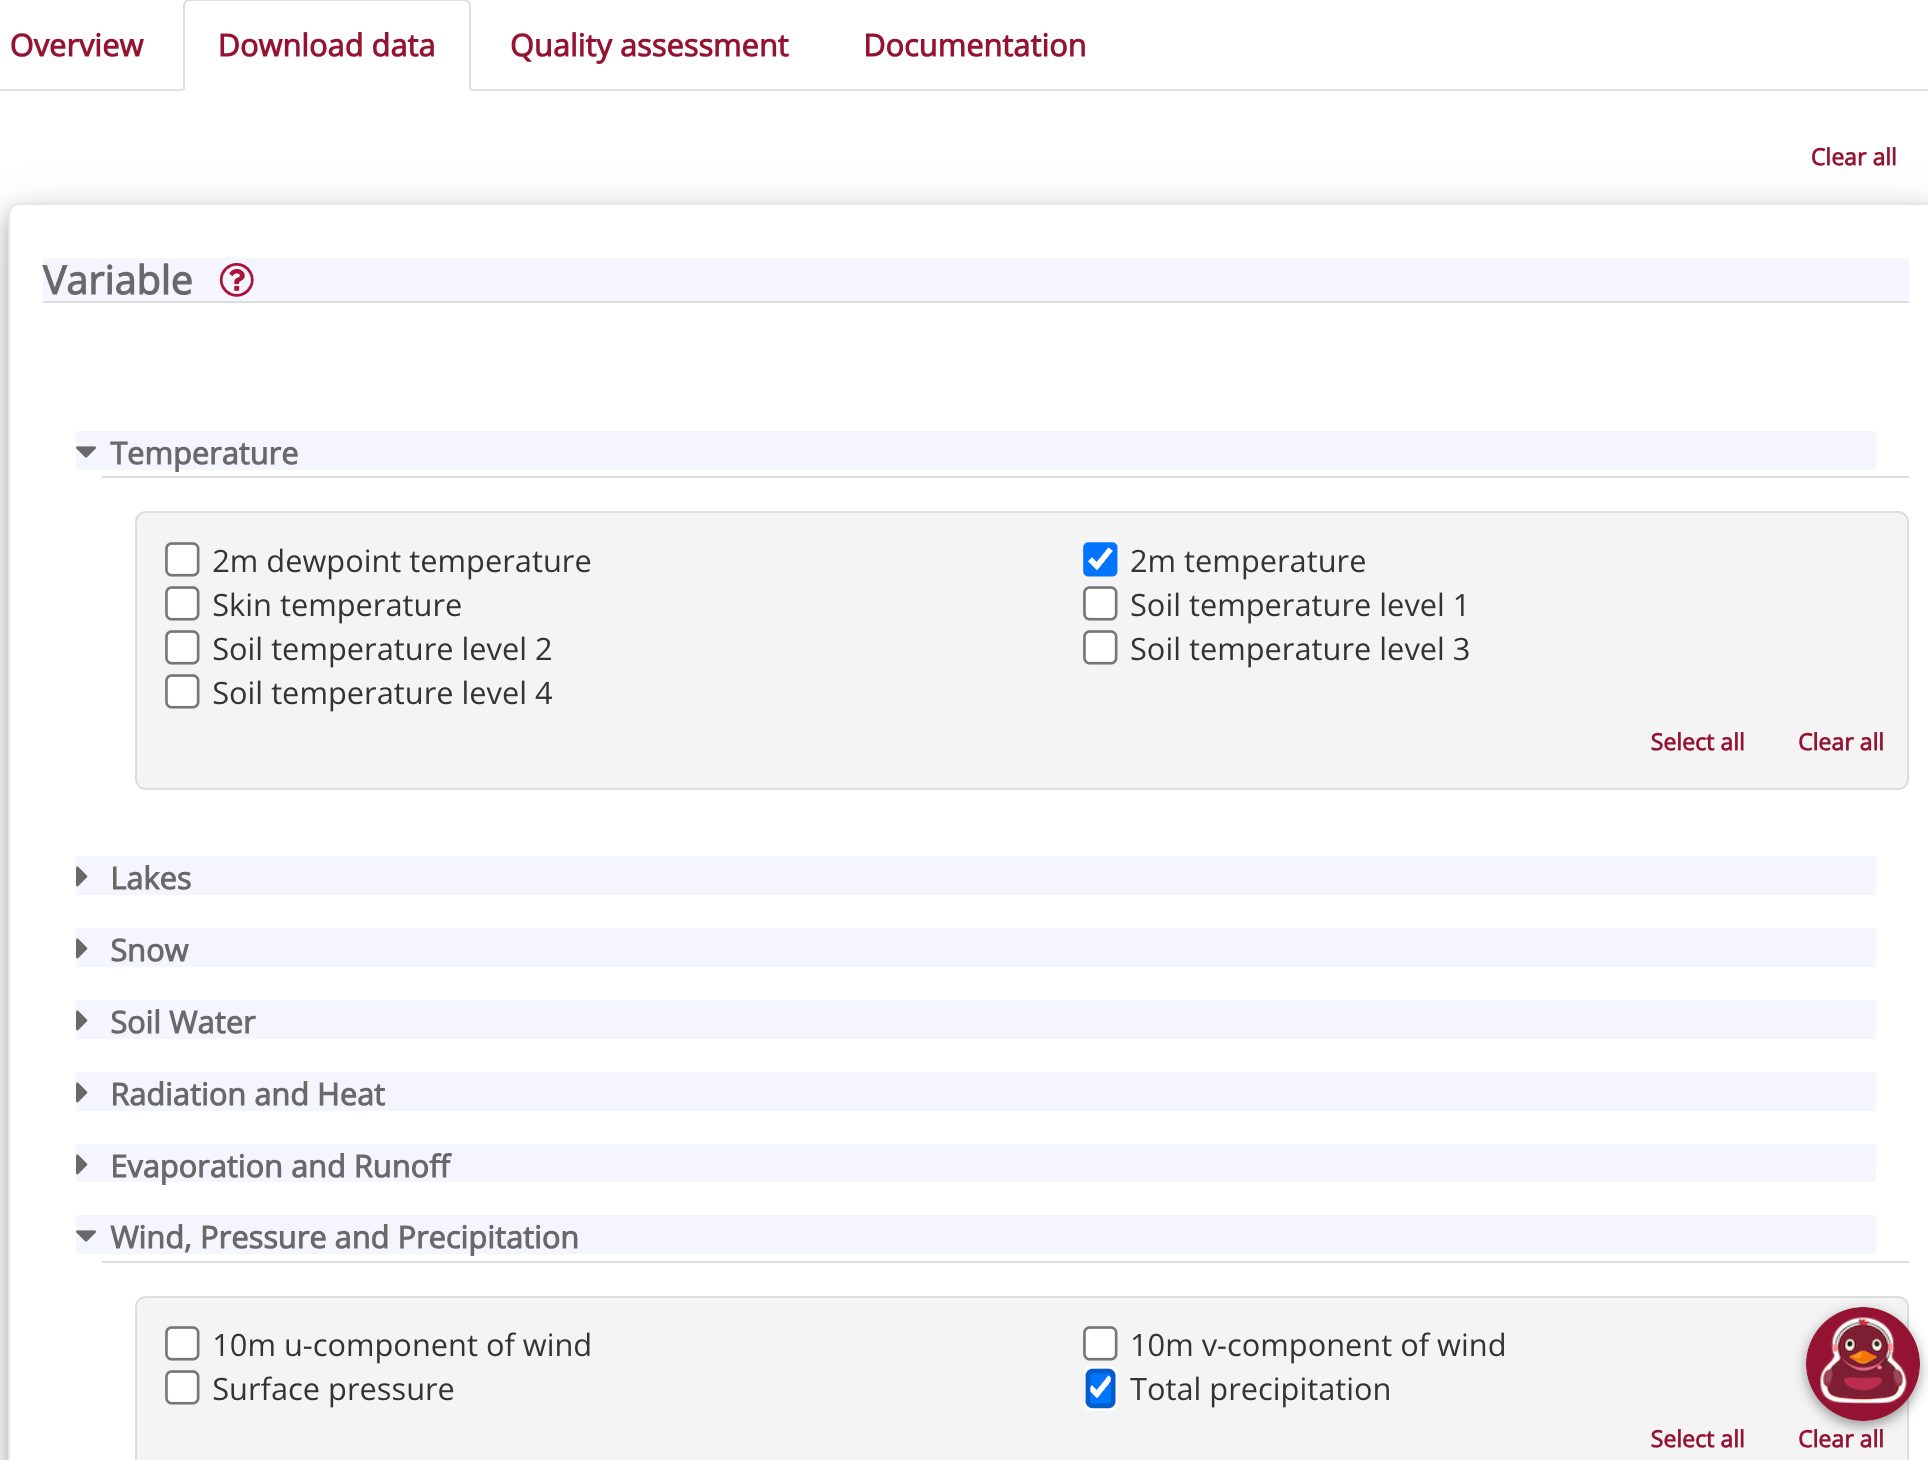 Overview Download data Quality assessment Documentation
Clear all
Variable ?
Temperature
2m dewpoint temperature 2m temperature
Skin temperature Soil temperature level 1
Soil temperature level 2 Soil temperature level 3
Soil temperature level 4
Select all Clear all
Lakes
Snow
Soil Water
Radiation and Heat
Evaporation and Runoff
Wind, Pressure and Precipitation
10m u-component of wind 10m v-component of wind
Surface pressure Total precipitation
Select all Clear all